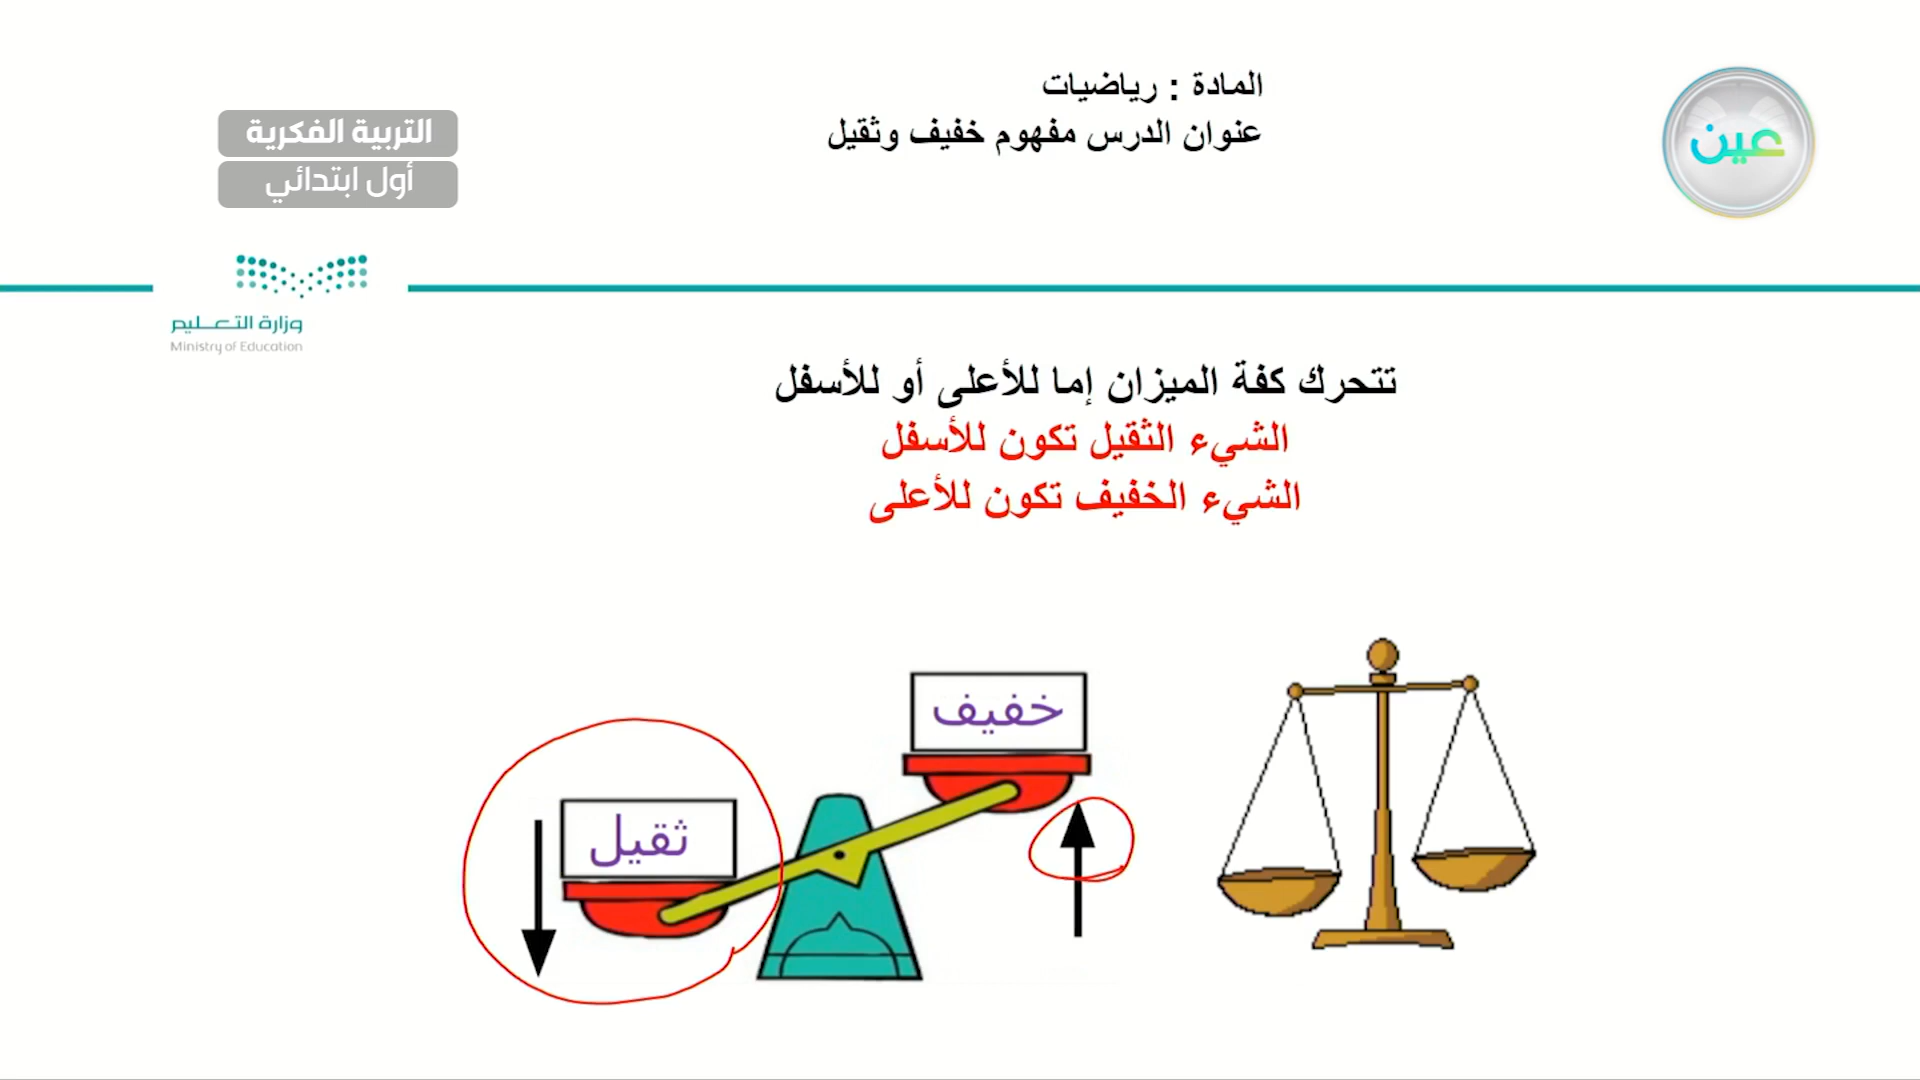 المادة : رياضيات
عنوان الدرس مفهوم خفيف وثقيل
عين
التربية الفكرية
أول ابتدائي
وزارة التعليم
Ministry of Education
تتحرك كفة الميزان إما للأعلى أو للأسفل
الشيء الثقيل تكون للأسفل
الشيء الخفيف تكون للأعلى
خفيف
ثقيل